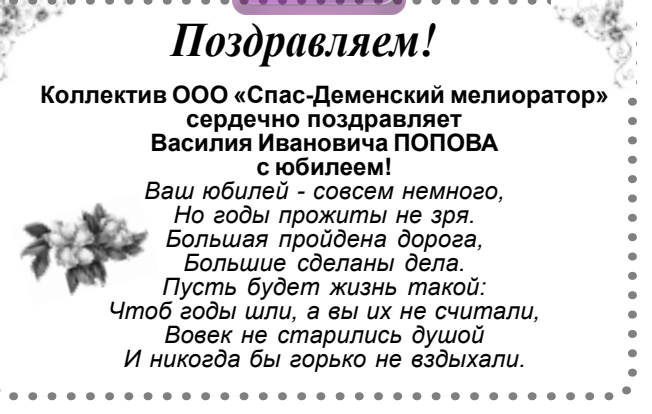 Поздравляем!
Коллектив ООО «Спас-Деменский мелиоратор»
сердечно поздравляет
Василия Ивановича ПОПОВА
с юбилеем!
Ваш юбилей - совсем немного,
Но годы прожиты не зря.
Большая пройдена дорога,
Большие сделаны дела.
Пусть будет жизнь такой:
Чтоб годы шли, а вы их не считали,
Вовек не старились душой
И никогда бы горько не вздыхали.